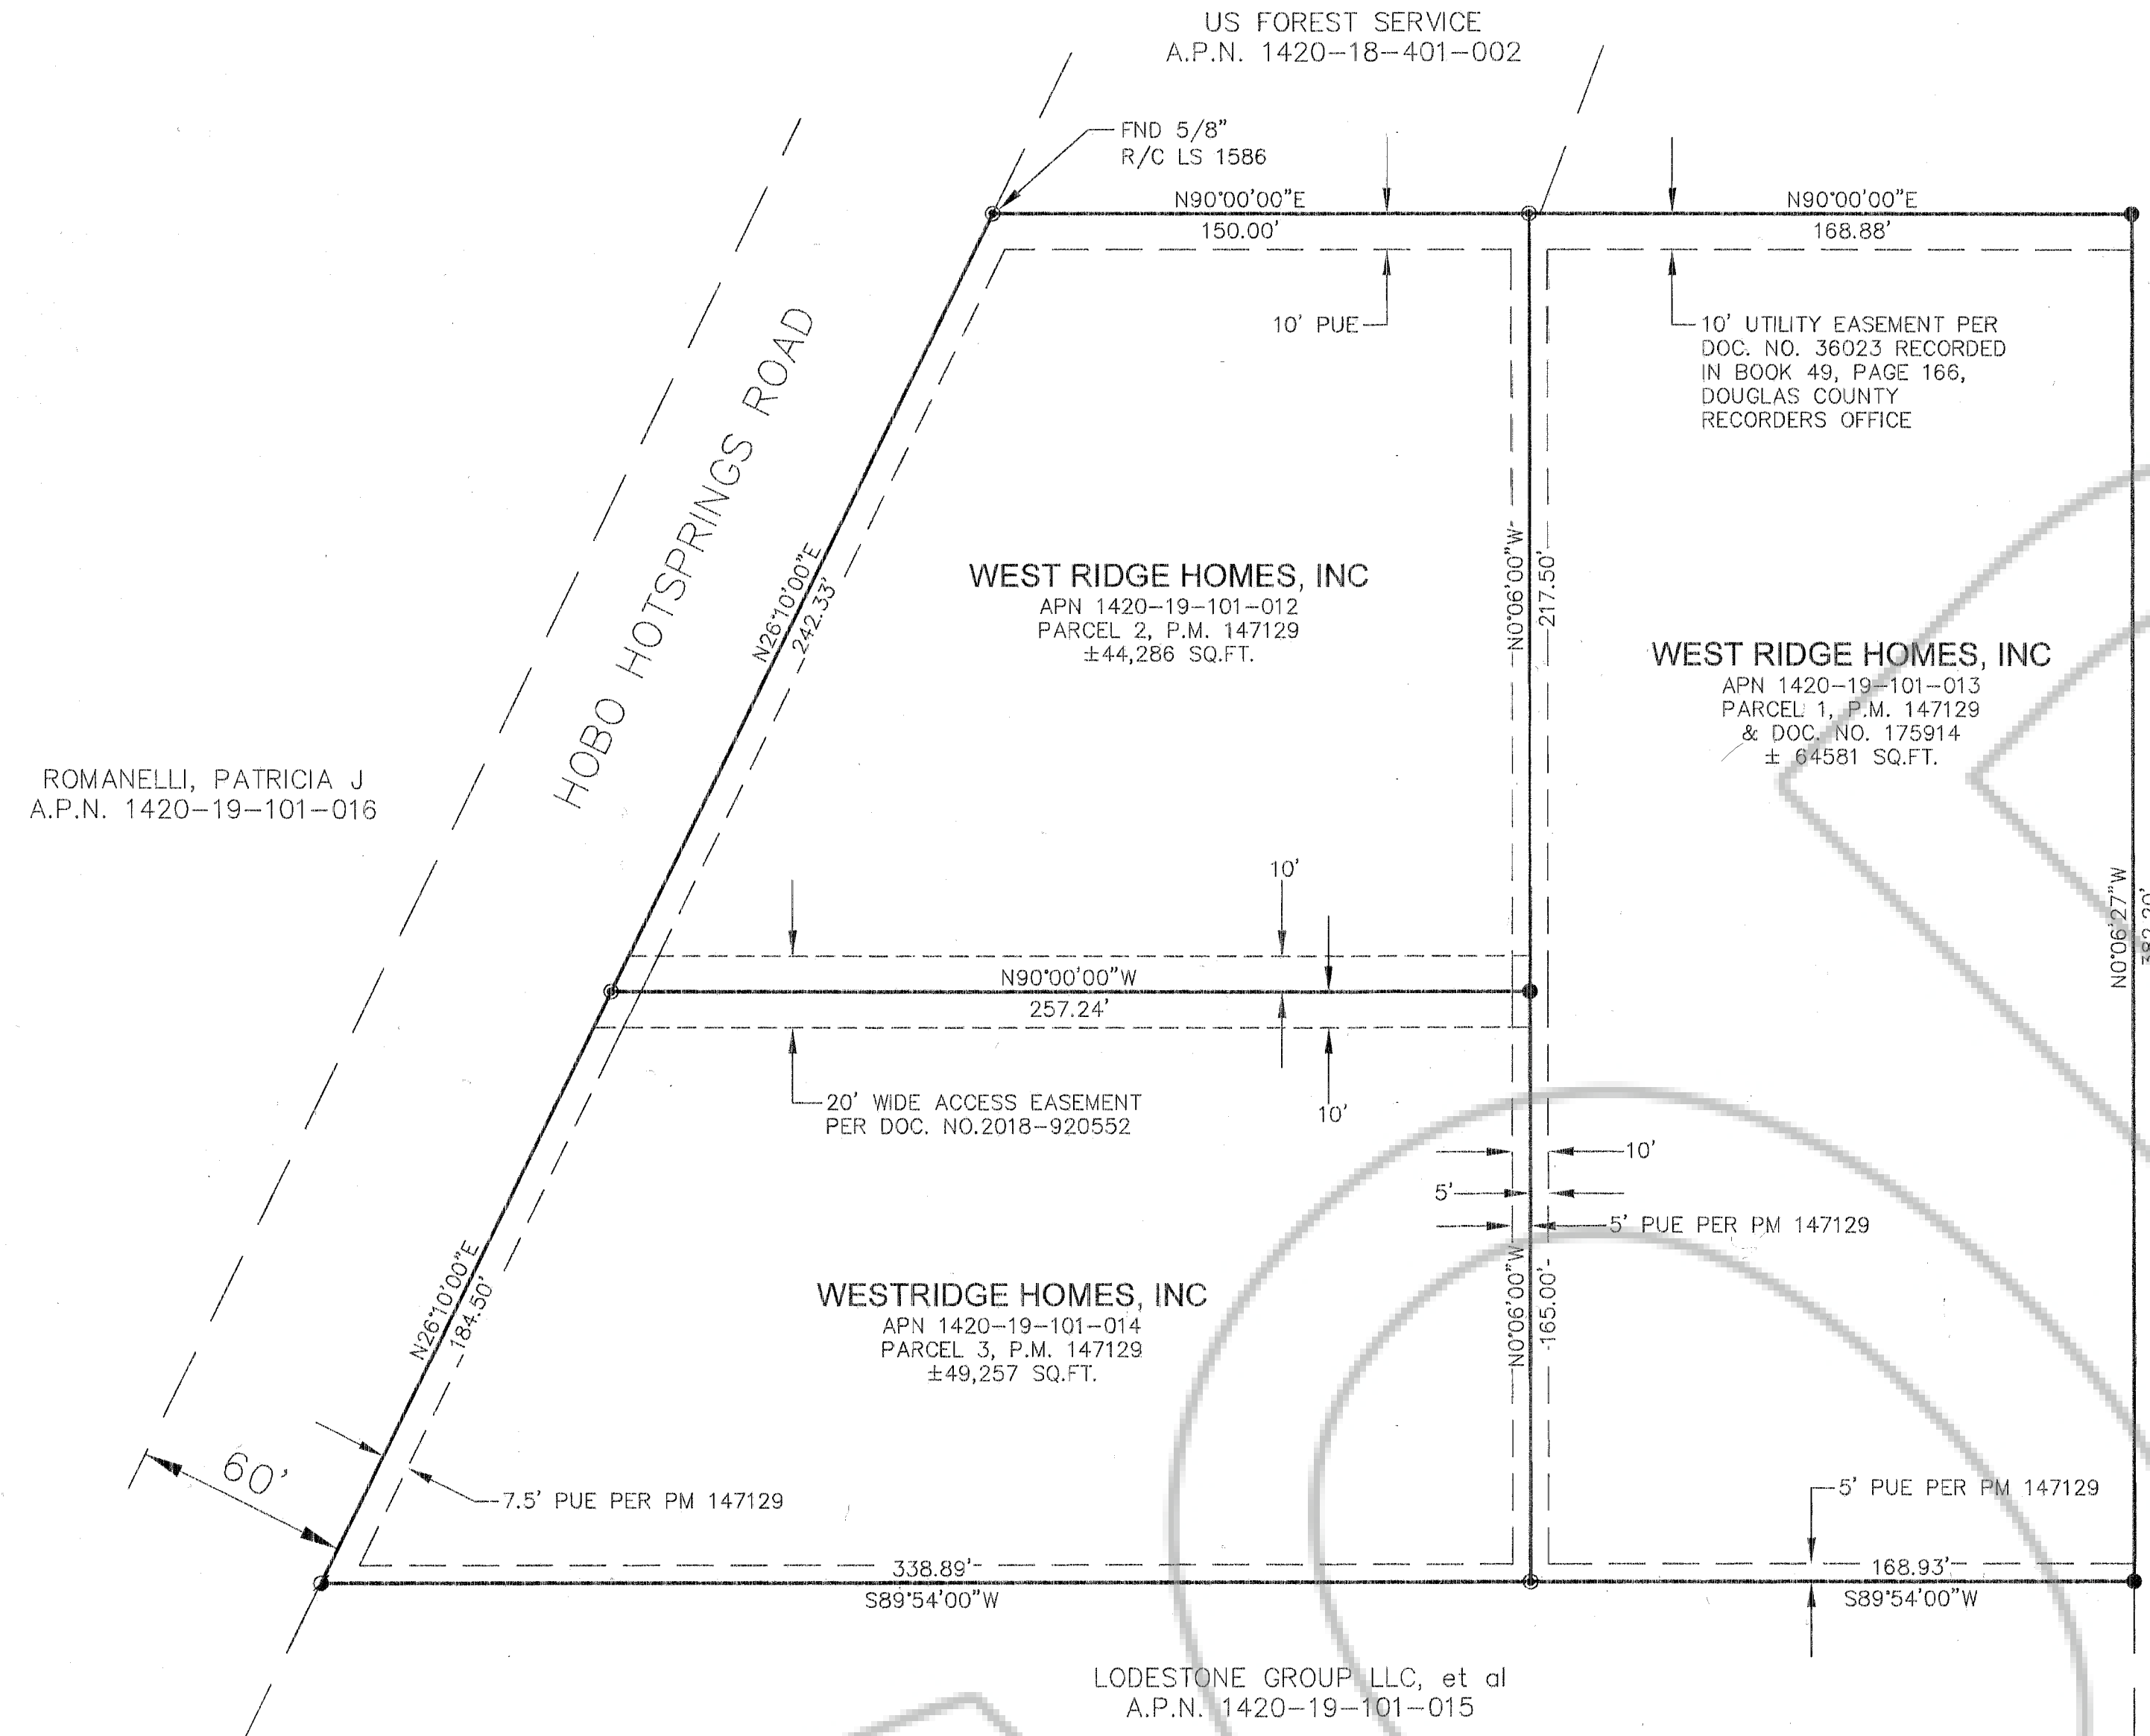 US FOREST SERVICE
A.P.N. 1420-18-401-002
FND 5/8"
R/C LS 1586
N90°00'00"E
150.00'
N90°00'00"E
168.88'
10' PUE
10' UTILITY EASEMENT PER
DOC. NO. 36023 RECORDED
IN BOOK 49, PAGE 166,
DOUGLAS COUNTY
RECORDERS OFFICE
HOBO HOTSPRINGS ROAD
N26°10'00"E
242.33'
WEST RIDGE HOMES, INC
APN 1420-19-101-012
PARCEL 2, P.M. 147129
±44,286 SQ.FT.
N0°06'00"W
217.50'
WEST RIDGE HOMES, INC
APN 1420-19-101-013
PARCEL 1, P.M. 147129
& DOC. NO. 175914
± 64581 SQ.FT.
ROMANELLI, PATRICIA J
A.P.N. 1420-19-101-016
10'
N90°00'00"W
257.24'
N0°06'27"W
20' WIDE ACCESS EASEMENT
PER DOC. NO.2018-920552
10'
10'
5'
5' PUE PER PM 147129
N26°10'00"E
184.50'
WESTRIDGE HOMES, INC
APN 1420-19-101-014
PARCEL 3, P.M. 147129
±49,257 SQ.FT.
N0°06'00"W
165.00'
60'
7.5' PUE PER PM 147129
5' PUE PER PM 147129
338.89'
S89°54'00"W
168.93'
S89°54'00"W
LODESTONE GROUP LLC, et al
A.P.N. 1420-19-101-015